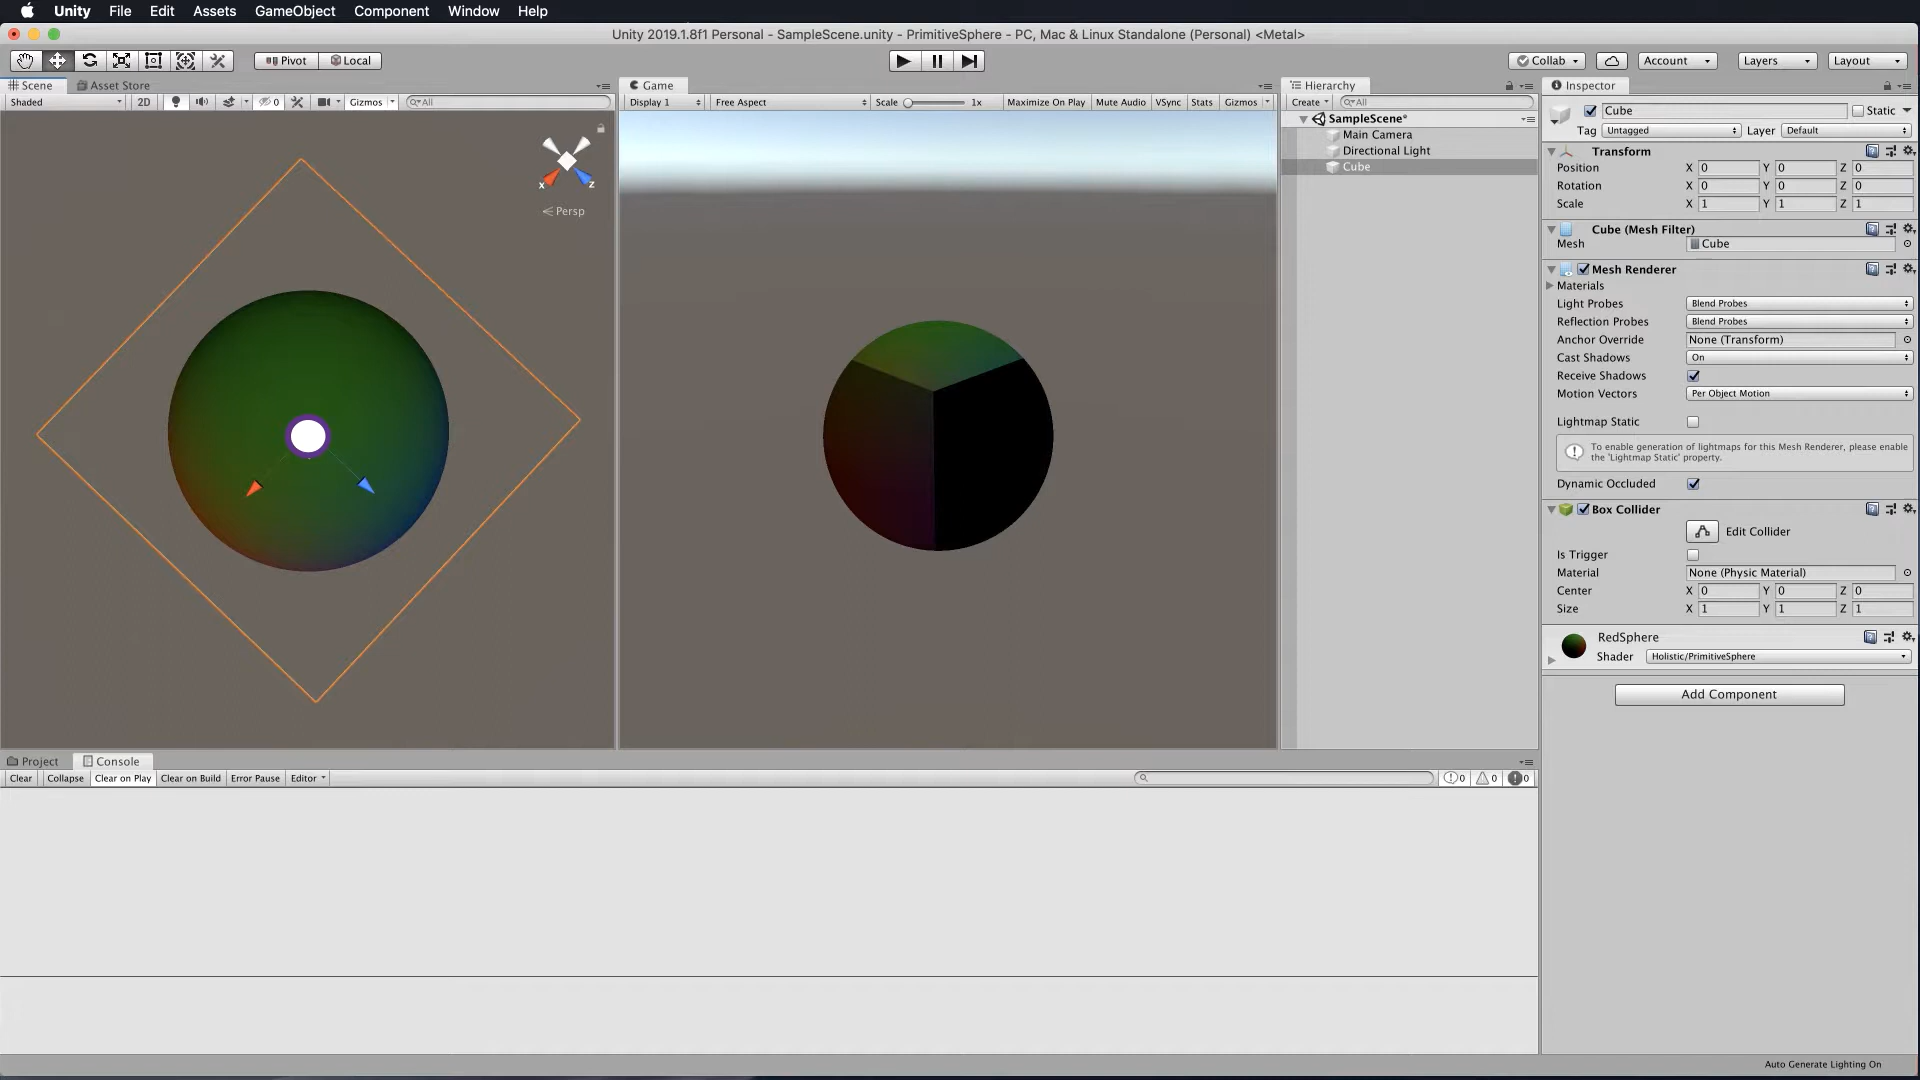 Unity File Edit Assets GameObject Component Window Help
Unity 2019.1.8f1 Personal - SampleScene.unity - PrimitiveSphere - PC, Mac & Linux Standalone (Personal) <Metal>
Pivot Local Collab Account Layers Layout
Scene Asset Store Game Hierarchy Inspector
Shaded 2D 0 Gizmos All Display 1 Free Aspect Scale 1x Maximize On Play Mute Audio VSync Stats Gizmos Create All
Cube Static
Tag Untagged Layer Default
SampleScene*
Main Camera
Directional Light
Cube
x z
Persp
Transform
Position X 0 Y 0 Z 0
Rotation X 0 Y 0 Z 0
Scale X 1 Y 1 Z 1
Cube (Mesh Filter)
Mesh Cube
Mesh Renderer
Materials
Light Probes Blend Probes
Reflection Probes Blend Probes
Anchor Override None (Transform)
Cast Shadows On
Receive Shadows
Motion Vectors Per Object Motion
Lightmap Static
To enable generation of lightmaps for this Mesh Renderer, please enable
the 'Lightmap Static' property.
Dynamic Occluded
Box Collider
Edit Collider
Is Trigger
Material None (Physic Material)
Center X 0 Y 0 Z 0
Size X 1 Y 1 Z 1
RedSphere
Shader Holistic/PrimitiveSphere
Add Component
Project Console
Clear Collapse Clear on Play Clear on Build Error Pause Editor 0 0 0
Auto Generate Lighting On